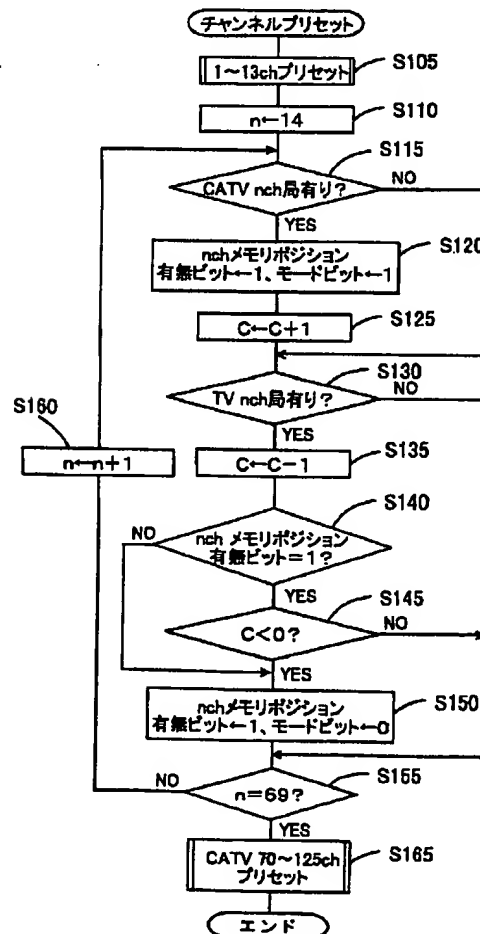 チャンネルプリセット
1〜13chプリセット
S105
n←14
S110
S115
CATV nch局有り?
NO
YES
nchメモリポジション
有無ビット←1、モードビット←1
S120
C←C+1
S125
S130
TV nch局有り?
NO
YES
S160
n←n+1
C←C−1
S135
S140
NO
nch メモリポジション
有無ビット=1?
YES
S145
C<0?
NO
YES
nchメモリポジション
有無ビット←1、モードビット←0
S150
S155
NO
n=69?
YES
CATV 70〜125ch
プリセット
S165
エンド